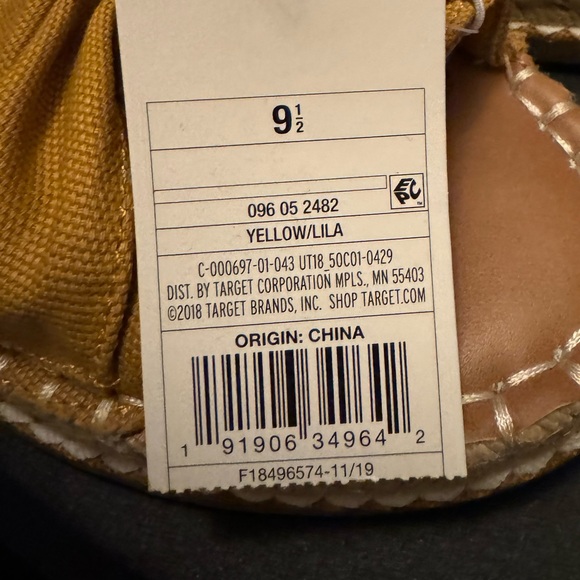 9½
EPC™
096 05 2482
YELLOW/LILA
C-000697-01-043 UT18_50C01-0429
DIST. BY TARGET CORPORATION MPLS., MN 55403
©2018 TARGET BRANDS, INC. SHOP TARGET.COM
ORIGIN: CHINA
1 91906 34964 2
F18496574-11/19